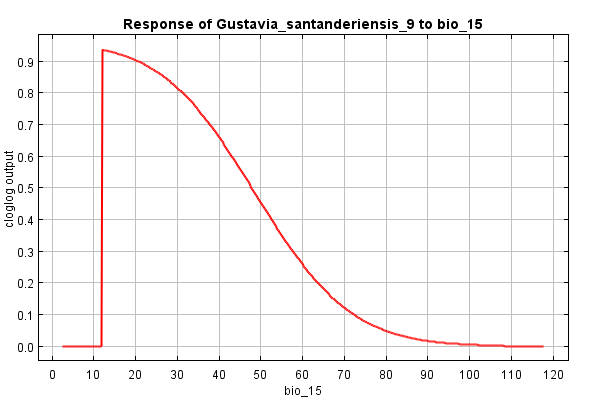 Response of Gustavia_santanderiensis_9 to bio_15
cloglog output
0.9
0.8
0.7
0.6
0.5
0.4
0.3
0.2
0.1
0.0
0 10 20 30 40 50 60 70 80 90 100 110 120
bio_15